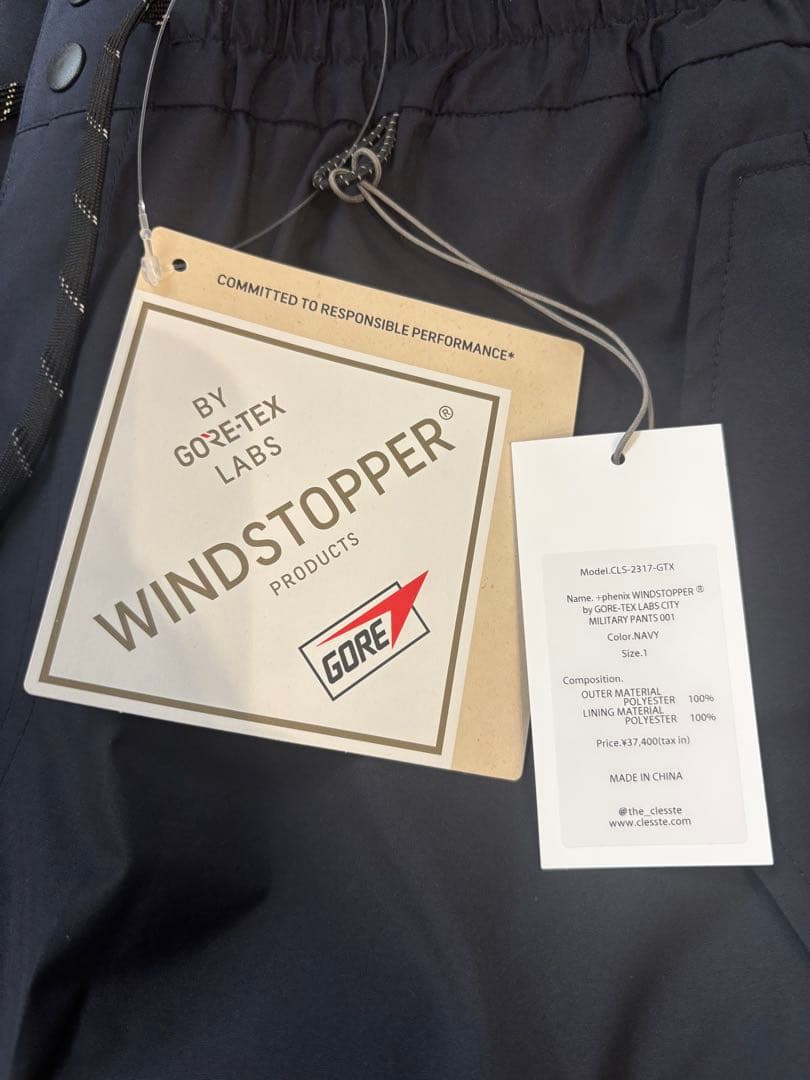 COMMITTED TO RESPONSIBLE PERFORMANCE*
BY
GORE-TEX
LABS
WINDSTOPPER®
PRODUCTS
GORE
Model.CLS-2317-GTX
Name. +phenix WINDSTOPPER ®
by GORE-TEX LABS CITY
MILITARY PANTS 001
Color.NAVY
Size.1
Composition.
OUTER MATERIAL
POLYESTER 100%
LINING MATERIAL
POLYESTER 100%
Price.¥37,400(tax in)
MADE IN CHINA
@the_clesste
www.clesste.com